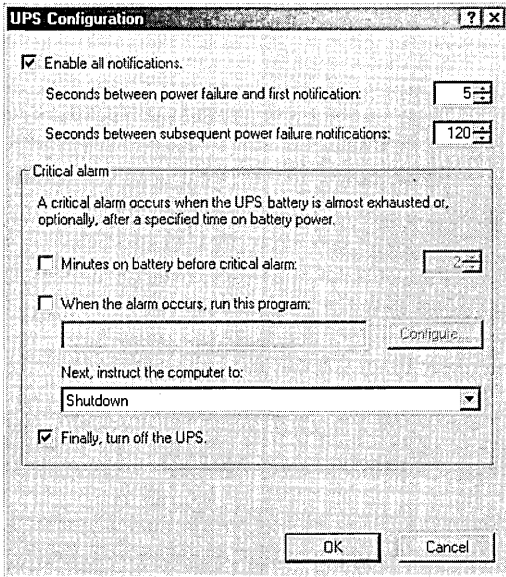 UPS Configuration
Enable all notifications.
Seconds between power failure and first notification: 5
Seconds between subsequent power failure notifications: 120
Critical alarm
A critical alarm occurs when the UPS battery is almost exhausted or,
optionally, after a specified time on battery power.
Minutes on battery before critical alarm: 2
When the alarm occurs, run this program:
Configure...
Next, instruct the computer to:
Shutdown
Finally, turn off the UPS.
OK Cancel